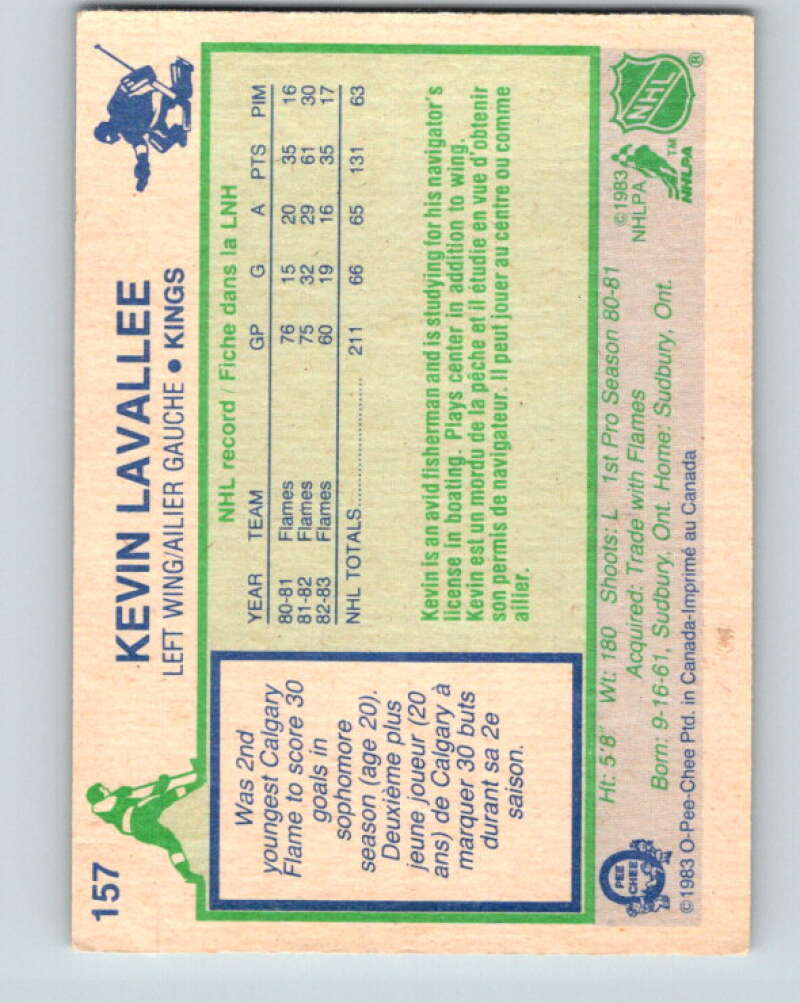 157
KEVIN LAVALLEE
LEFT WING/AILIER GAUCHE • KINGS
Was 2nd
youngest Calgary
Flame to score 30
goals in
sophomore
season (age 20).
Deuxième plus
jeune joueur (20
ans) de Calgary à
marquer 30 buts
durant sa 2e
saison.
NHL record / Fiche dans la LNH
YEAR TEAM GP G A PTS PIM
80-81 Flames 76 15 20 35 16
81-82 Flames 75 32 29 61 30
82-83 Flames 60 19 16 35 17
NHL TOTALS.................... 211 66 65 131 63
Kevin is an avid fisherman and is studying for his navigator's
license in boating. Plays center in addition to wing.
Kevin est un mordu de la pêche et il étudie en vue d'obtenir
son permis de navigateur. Il peut jouer au centre ou comme
ailier.
O
PEE
CHEE
Ht: 5'8" Wt: 180 Shoots: L 1st Pro Season 80-81
Acquired: Trade with Flames
Born: 9-16-61, Sudbury, Ont. Home: Sudbury, Ont.
©1983
NHLPA
NHLPA
TM
NHL
®
©1983 O-Pee-Chee Ptd. in Canada-Imprimé au Canada